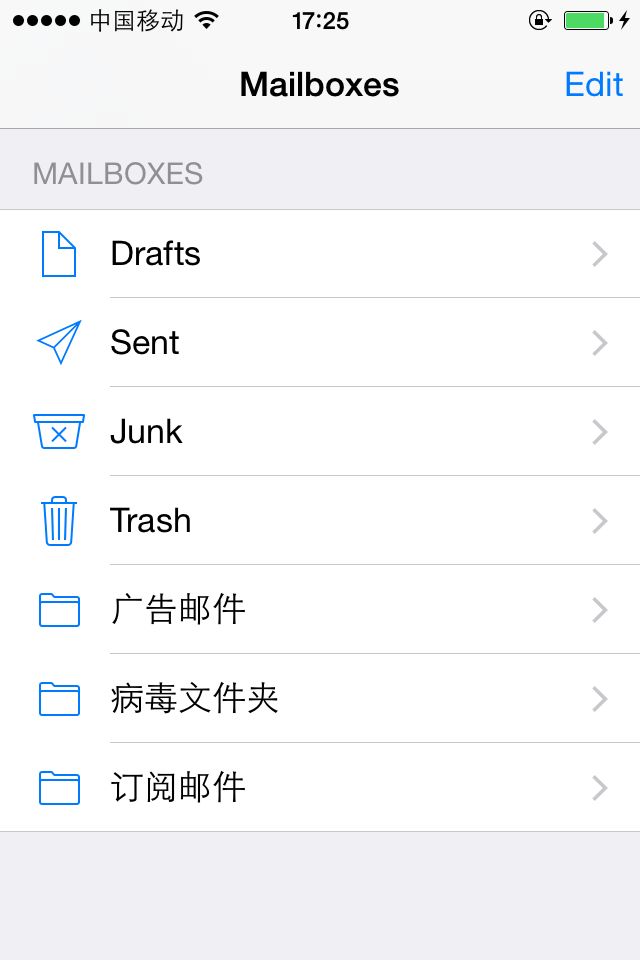 中国移动 17:25
Mailboxes Edit
MAILBOXES
Drafts
Sent
Junk
Trash
广告邮件
病毒文件夹
订阅邮件